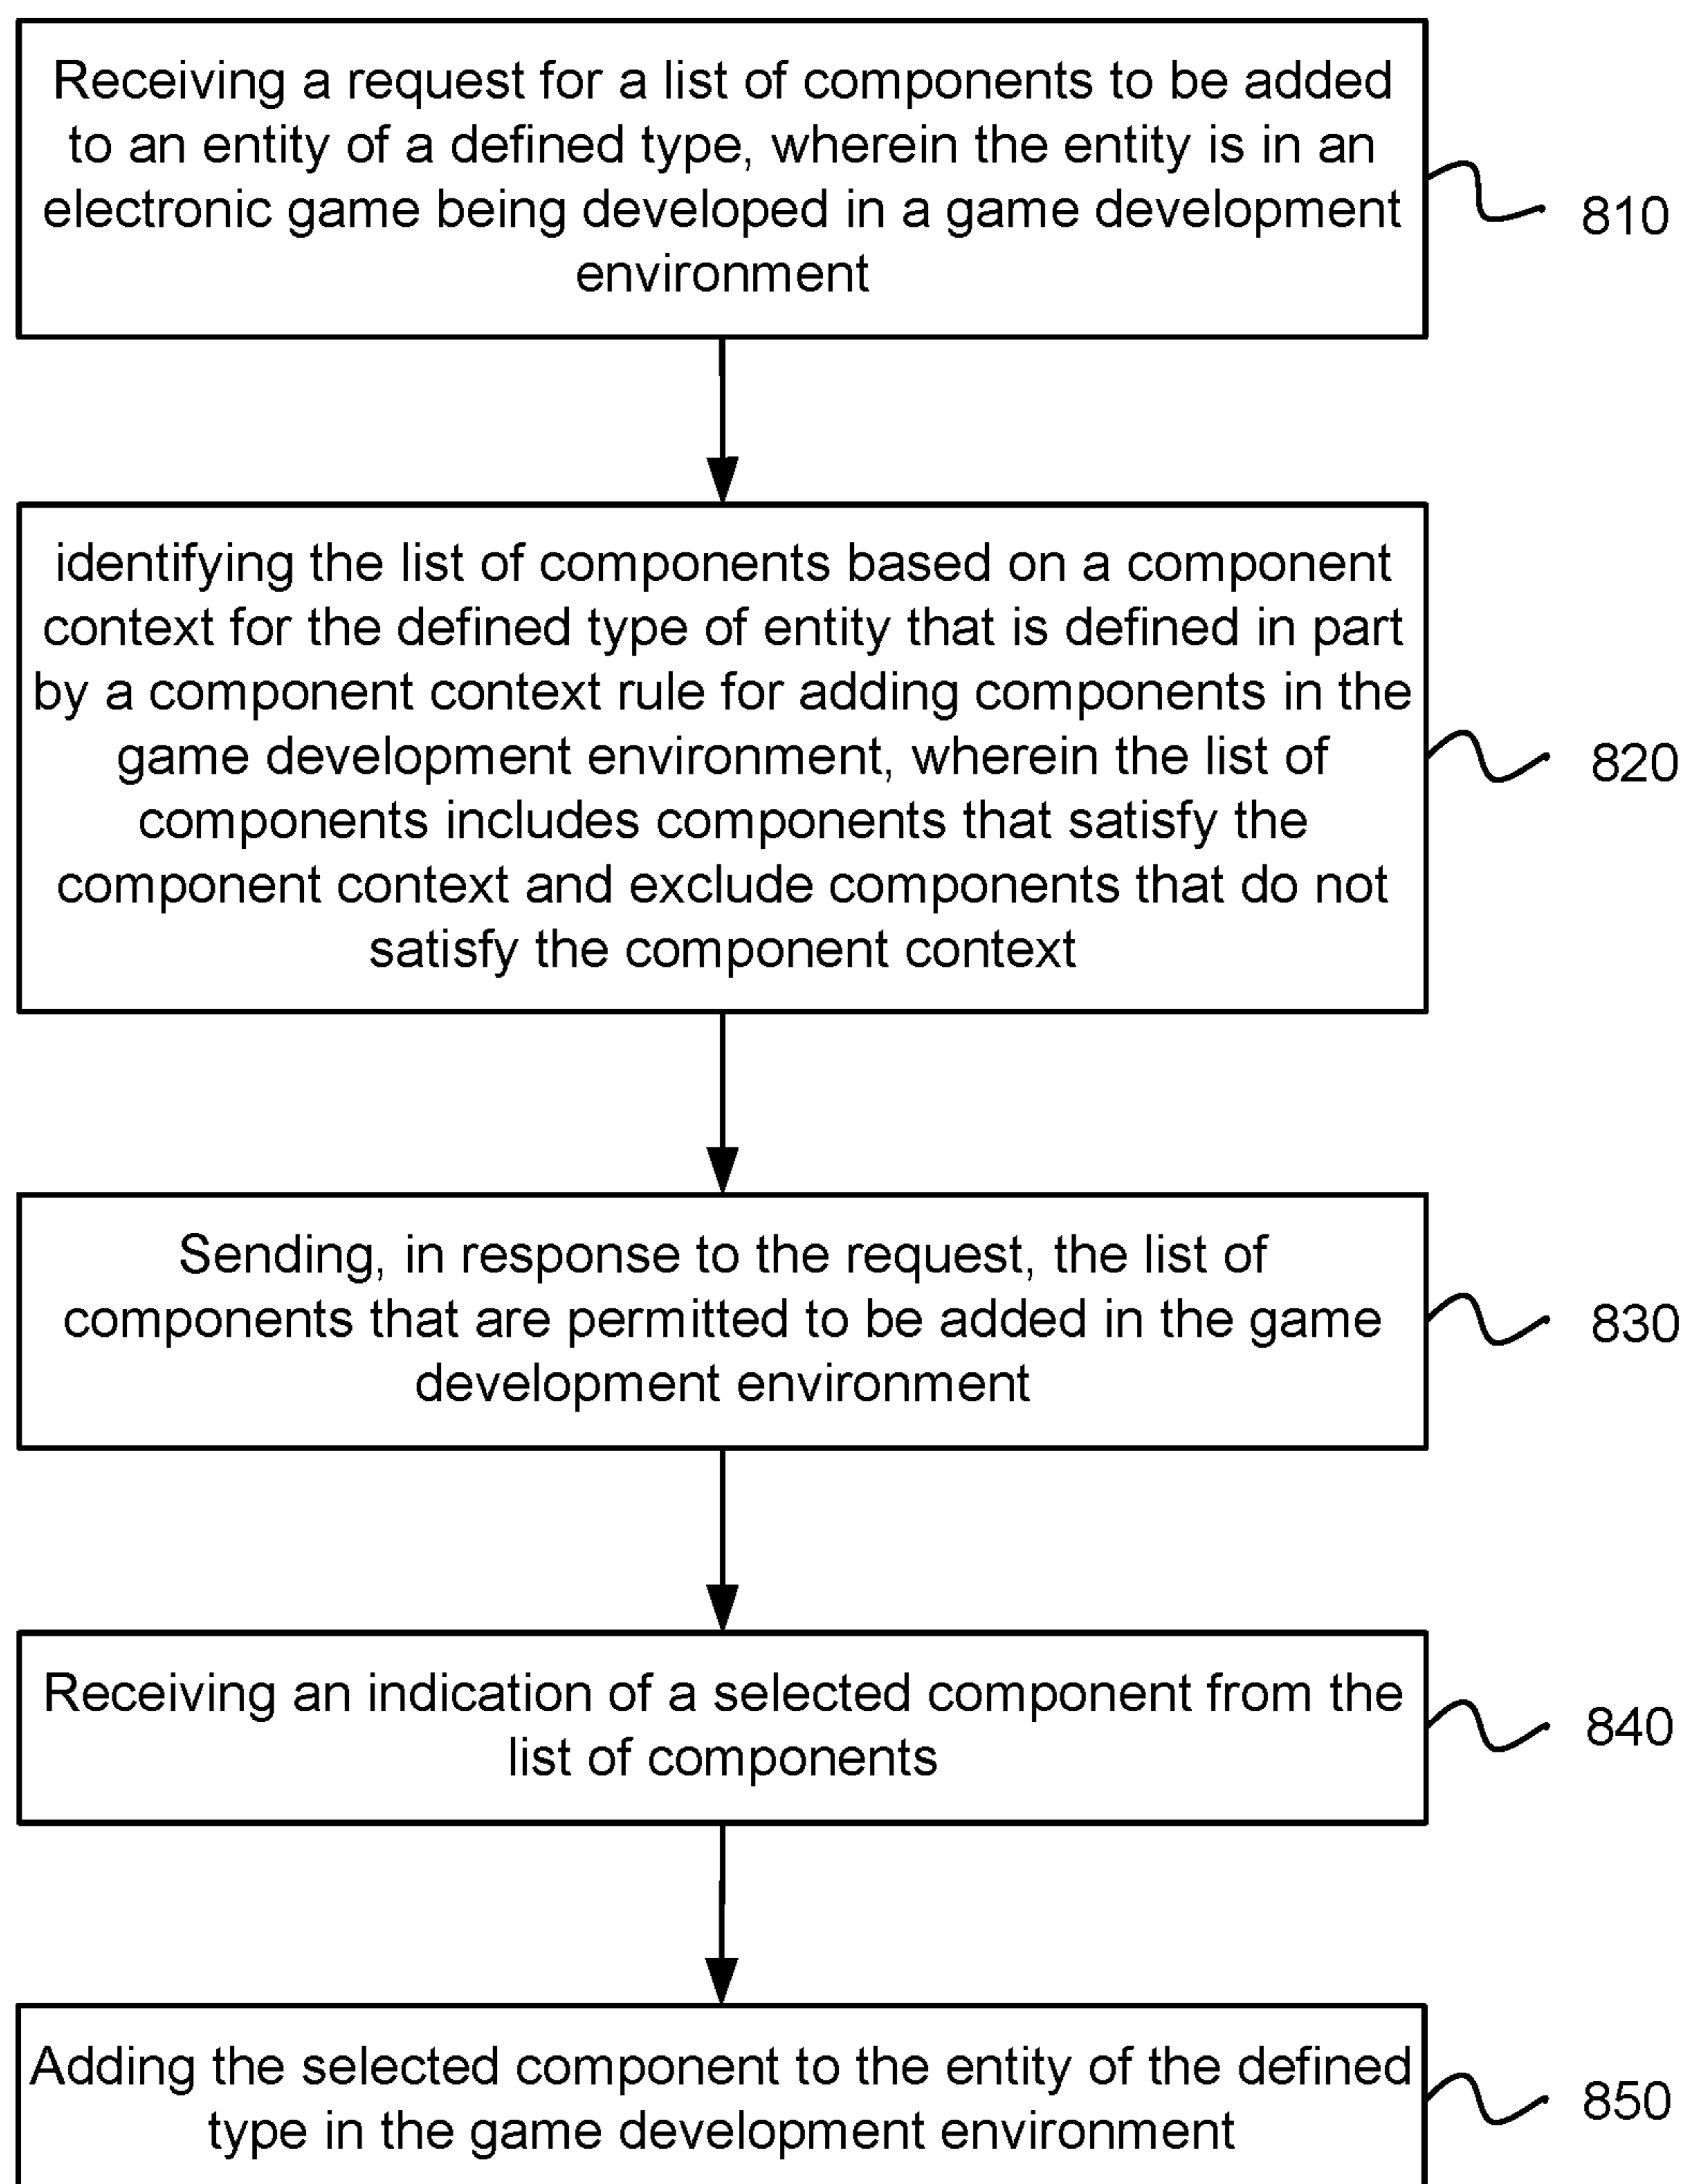 Receiving a request for a list of components to be added
to an entity of a defined type, wherein the entity is in an
electronic game being developed in a game development
environment
810
identifying the list of components based on a component
context for the defined type of entity that is defined in part
by a component context rule for adding components in the
game development environment, wherein the list of
components includes components that satisfy the
component context and exclude components that do not
satisfy the component context
820
Sending, in response to the request, the list of
components that are permitted to be added in the game
development environment
830
Receiving an indication of a selected component from the
list of components
840
Adding the selected component to the entity of the defined
type in the game development environment
850